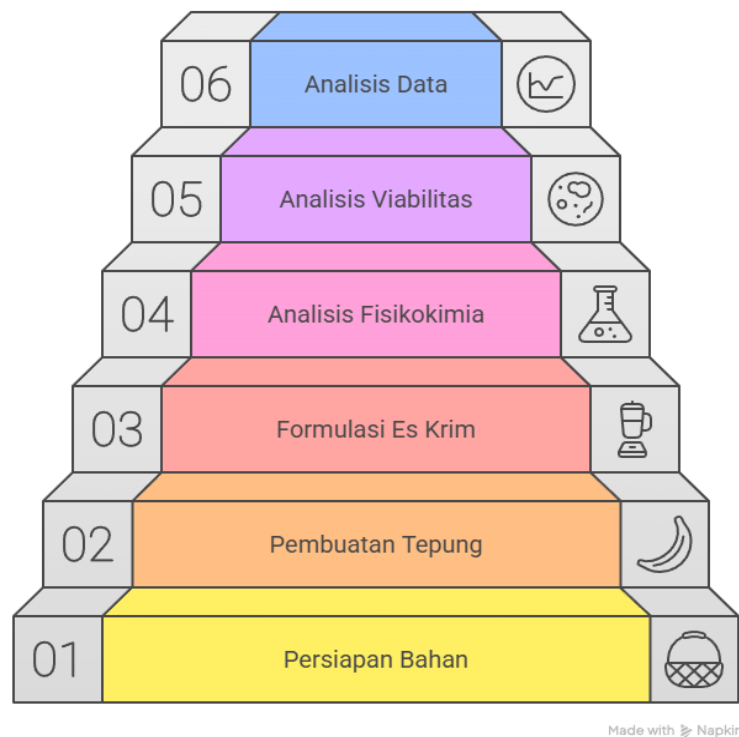 06 Analisis Data
05 Analisis Viabilitas
04 Analisis Fisikokimia
03 Formulasi Es Krim
02 Pembuatan Tepung
01 Persiapan Bahan
Made with Napkin